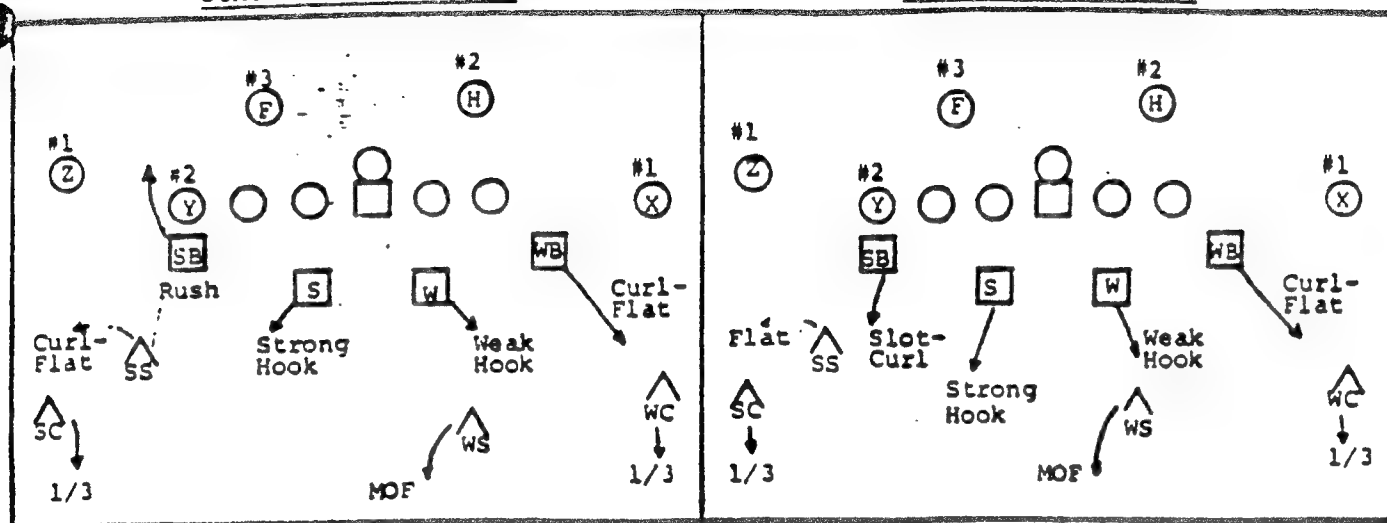 #3
#2
F
H
#1
Z
#2
Y
#1
X
SB
WB
Rush
S
W
Curl-
Flat
Curl-
Flat
SS
Strong
Hook
Weak
Hook
SC
WS
WC
1/3
MOF
1/3
#3
#2
F
H
#1
Z
#2
Y
#1
X
SB
WB
S
W
Curl-
Flat
Flat
SS
Slot-
Curl
Weak
Hook
Strong
Hook
SC
WS
WC
1/3
MOF
1/3